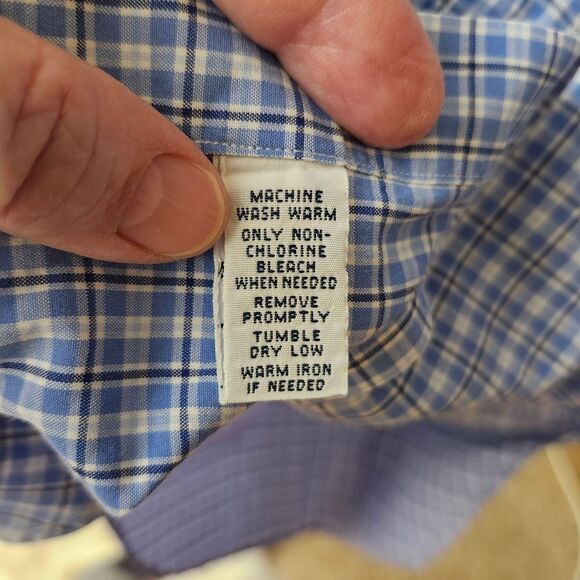 MACHINE
WASH WARM
ONLY NON-
CHLORINE
BLEACH
WHEN NEEDED
REMOVE
PROMPTLY
TUMBLE
DRY LOW
WARM IRON
IF NEEDED